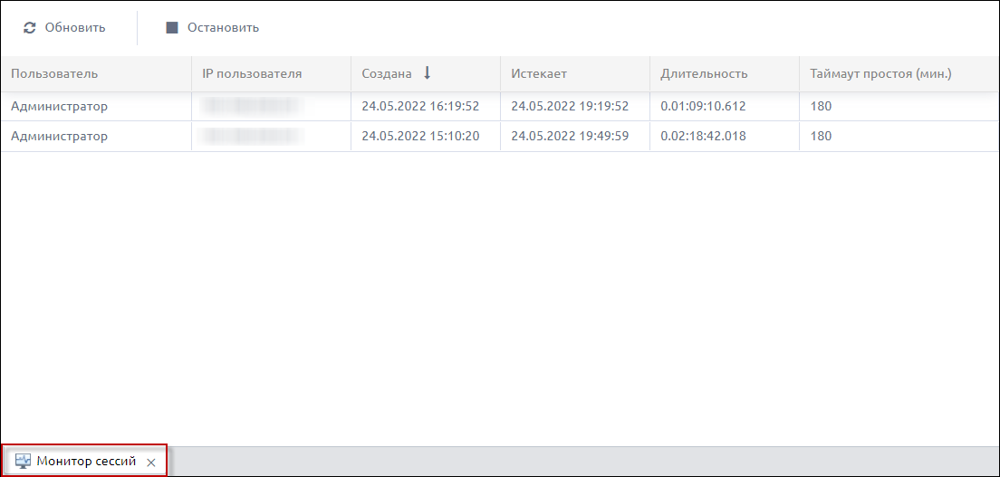 Обновить Остановить
Пользователь IP пользователя Создана Истекает Длительность Таймаут простоя (мин.)
Администратор 24.05.2022 16:19:52 24.05.2022 19:19:52 0.01:09:10.612 180
Администратор 24.05.2022 15:10:20 24.05.2022 19:49:59 0.02:18:42.018 180
Монитор сессий